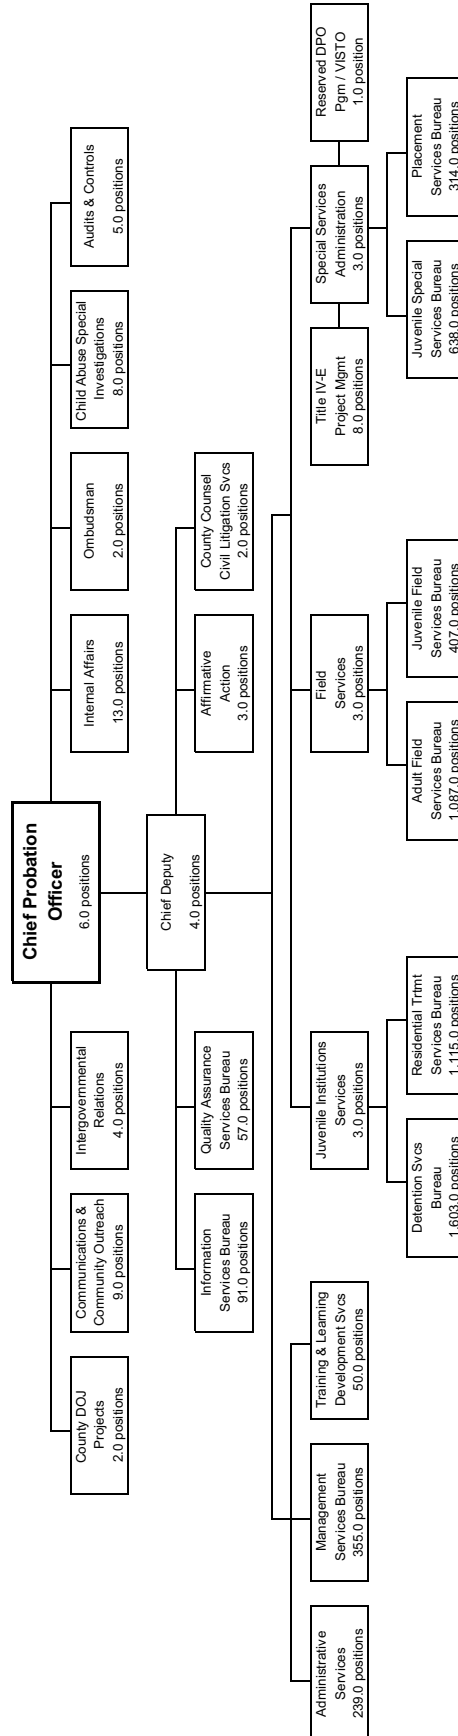 Chief Probation
Officer
6.0 positions
County DOJ
Projects
2.0 positions
Communications &
Community Outreach
9.0 positions
Intergovernmental
Relations
4.0 positions
Internal Affairs
13.0 positions
Ombudsman
2.0 positions
Child Abuse Special
Investigations
8.0 positions
Audits & Controls
5.0 positions
Chief Deputy
4.0 positions
Information
Services Bureau
91.0 positions
Quality Assurance
Services Bureau
57.0 positions
Affirmative
Action
3.0 positions
County Counsel
Civil Litigation Svcs
2.0 positions
Administrative
Services
239.0 positions
Management
Services Bureau
355.0 positions
Training & Learning
Development Svcs
50.0 positions
Juvenile Institutions
Services
3.0 positions
Field
Services
3.0 positions
Title IV-E
Project Mgmt
8.0 positions
Special Services
Administration
3.0 positions
Reserved DPO
Pgm / VISTO
1.0 position
Detention Svcs
Bureau
1,603.0 positions
Residential Trtmt
Services Bureau
1,115.0 positions
Adult Field
Services Bureau
1,087.0 positions
Juvenile Field
Services Bureau
407.0 positions
Juvenile Special
Services Bureau
638.0 positions
Placement
Services Bureau
314.0 positions